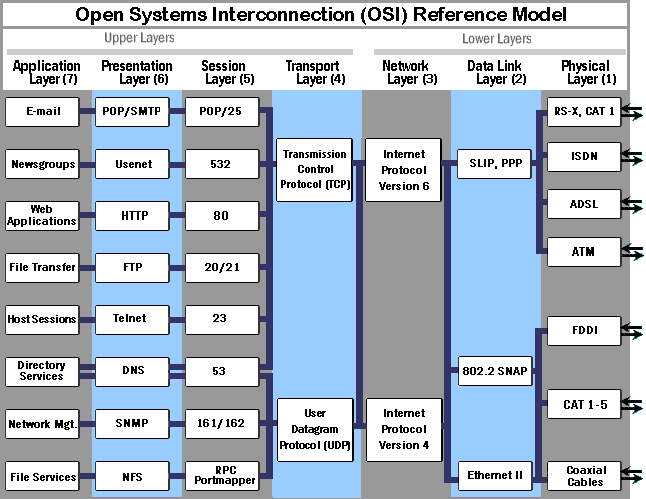 Open Systems Interconnection (OSI) Reference Model
Upper Layers
Lower Layers
Application
Layer (7)
Presentation
Layer (6)
Session
Layer (5)
Transport
Layer (4)
Network
Layer (3)
Data Link
Layer (2)
Physical
Layer (1)
E-mail
POP/SMTP
POP/25
Newsgroups
Usenet
532
Web
Applications
HTTP
80
File Transfer
FTP
20/21
Host Sessions
Telnet
23
Directory
Services
DNS
53
Network Mgt.
SNMP
161/162
File Services
NFS
RPC
Portmapper
Transmission
Control
Protocol (TCP)
User
Datagram
Protocol (UDP)
Internet
Protocol
Version 6
Internet
Protocol
Version 4
SLIP, PPP
802.2 SNAP
Ethernet II
RS-X, CAT 1
ISDN
ADSL
ATM
FDDI
CAT 1-5
Coaxial
Cables